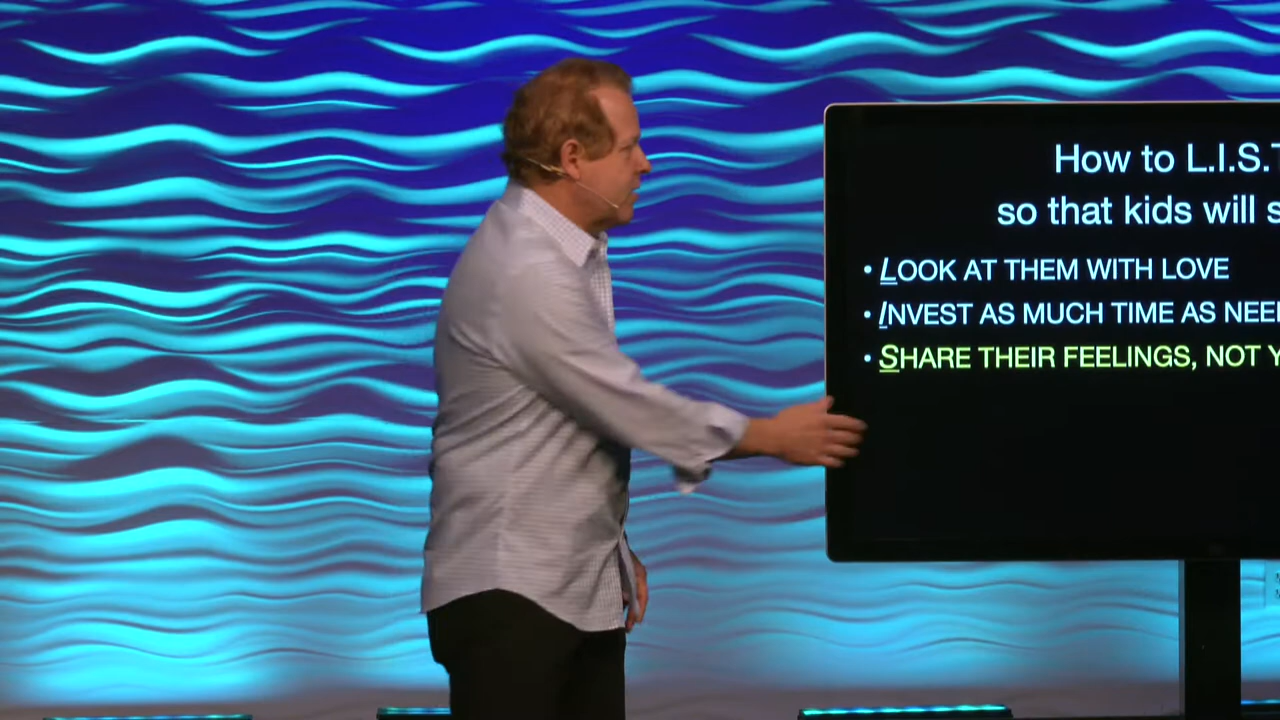 How to L.I.S.
so that kids will
• LOOK AT THEM WITH LOVE
• INVEST AS MUCH TIME AS
• SHARE THEIR FEELINGS, NOT